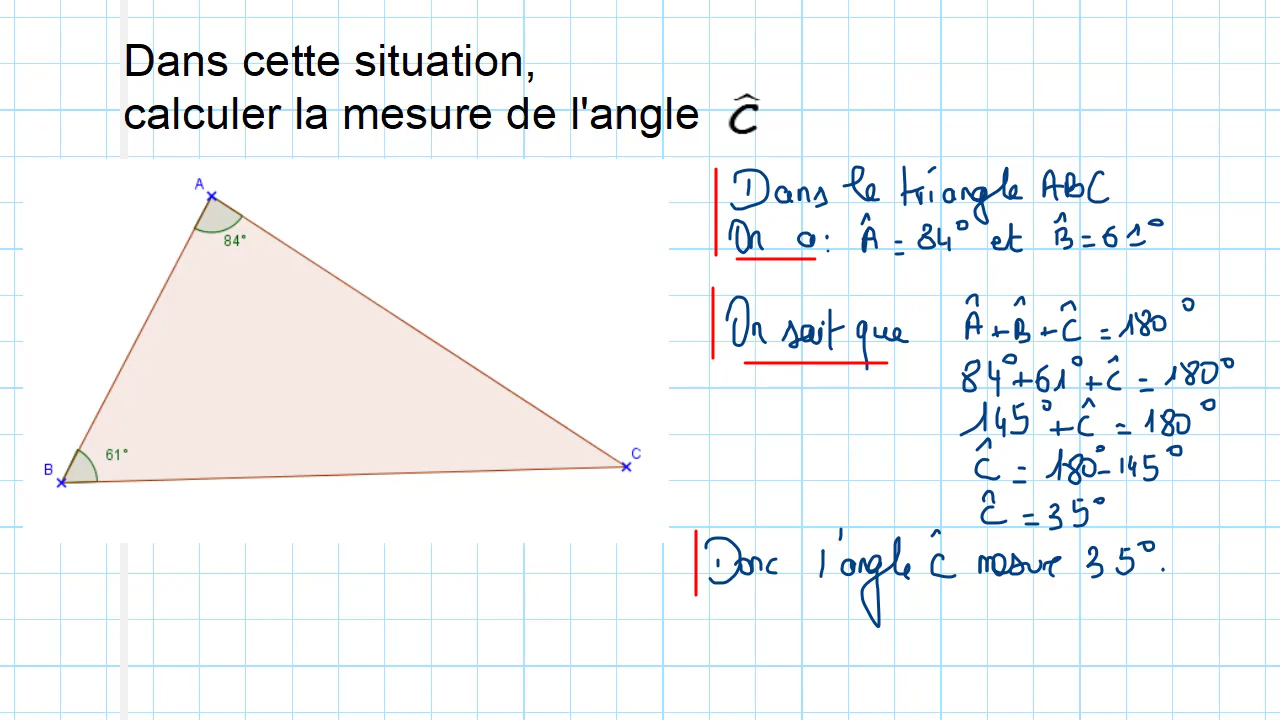 Dans cette situation,
calculer la mesure de l'angle Ĉ
A
84°
B
61°
C
Dans le triangle ABC
On a : Â = 84° et B̂ = 61°
On sait que Â + B̂ + Ĉ = 180°
84° + 61° + Ĉ = 180°
145° + Ĉ = 180°
Ĉ = 180° - 145°
Ĉ = 35°
Donc l'angle Ĉ mesure 35°.